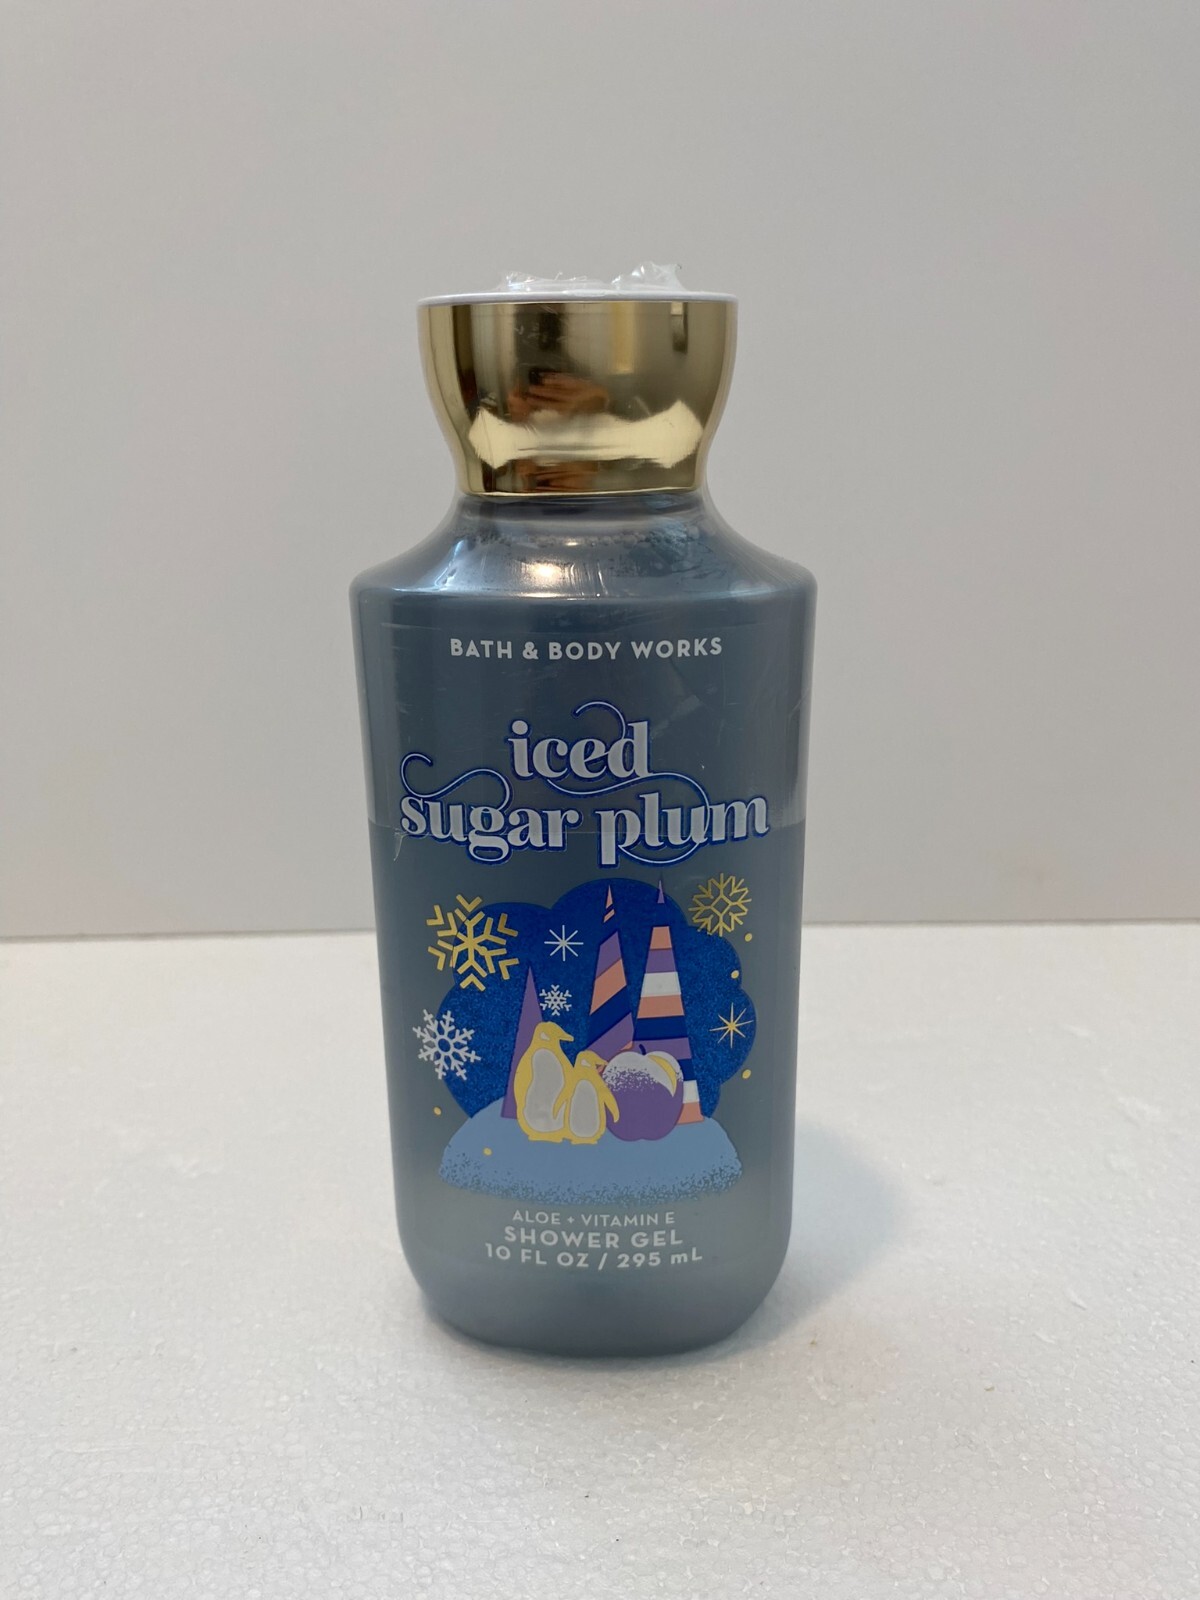 BATH & BODY WORKS
iced
sugar plum
ALOE + VITAMIN E
SHOWER GEL
10 FL OZ / 295 mL